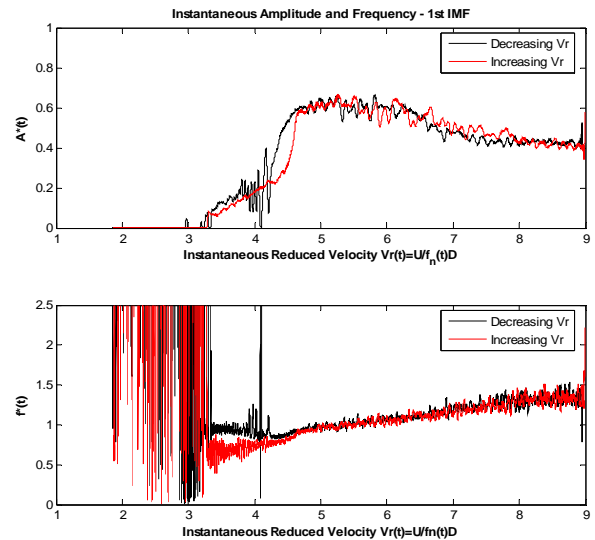 Instantaneous Amplitude and Frequency - 1st IMF
1
0.8
0.6
0.4
0.2
0
A*(t)
Decreasing Vr
Increasing Vr
1 2 3 4 5 6 7 8 9
Instantaneous Reduced Velocity Vr(t)=U/f_n(t)D
2.5
2
1.5
1
0.5
0
f*(t)
Decreasing Vr
Increasing Vr
1 2 3 4 5 6 7 8 9
Instantaneous Reduced Velocity Vr(t)=U/fn(t)D